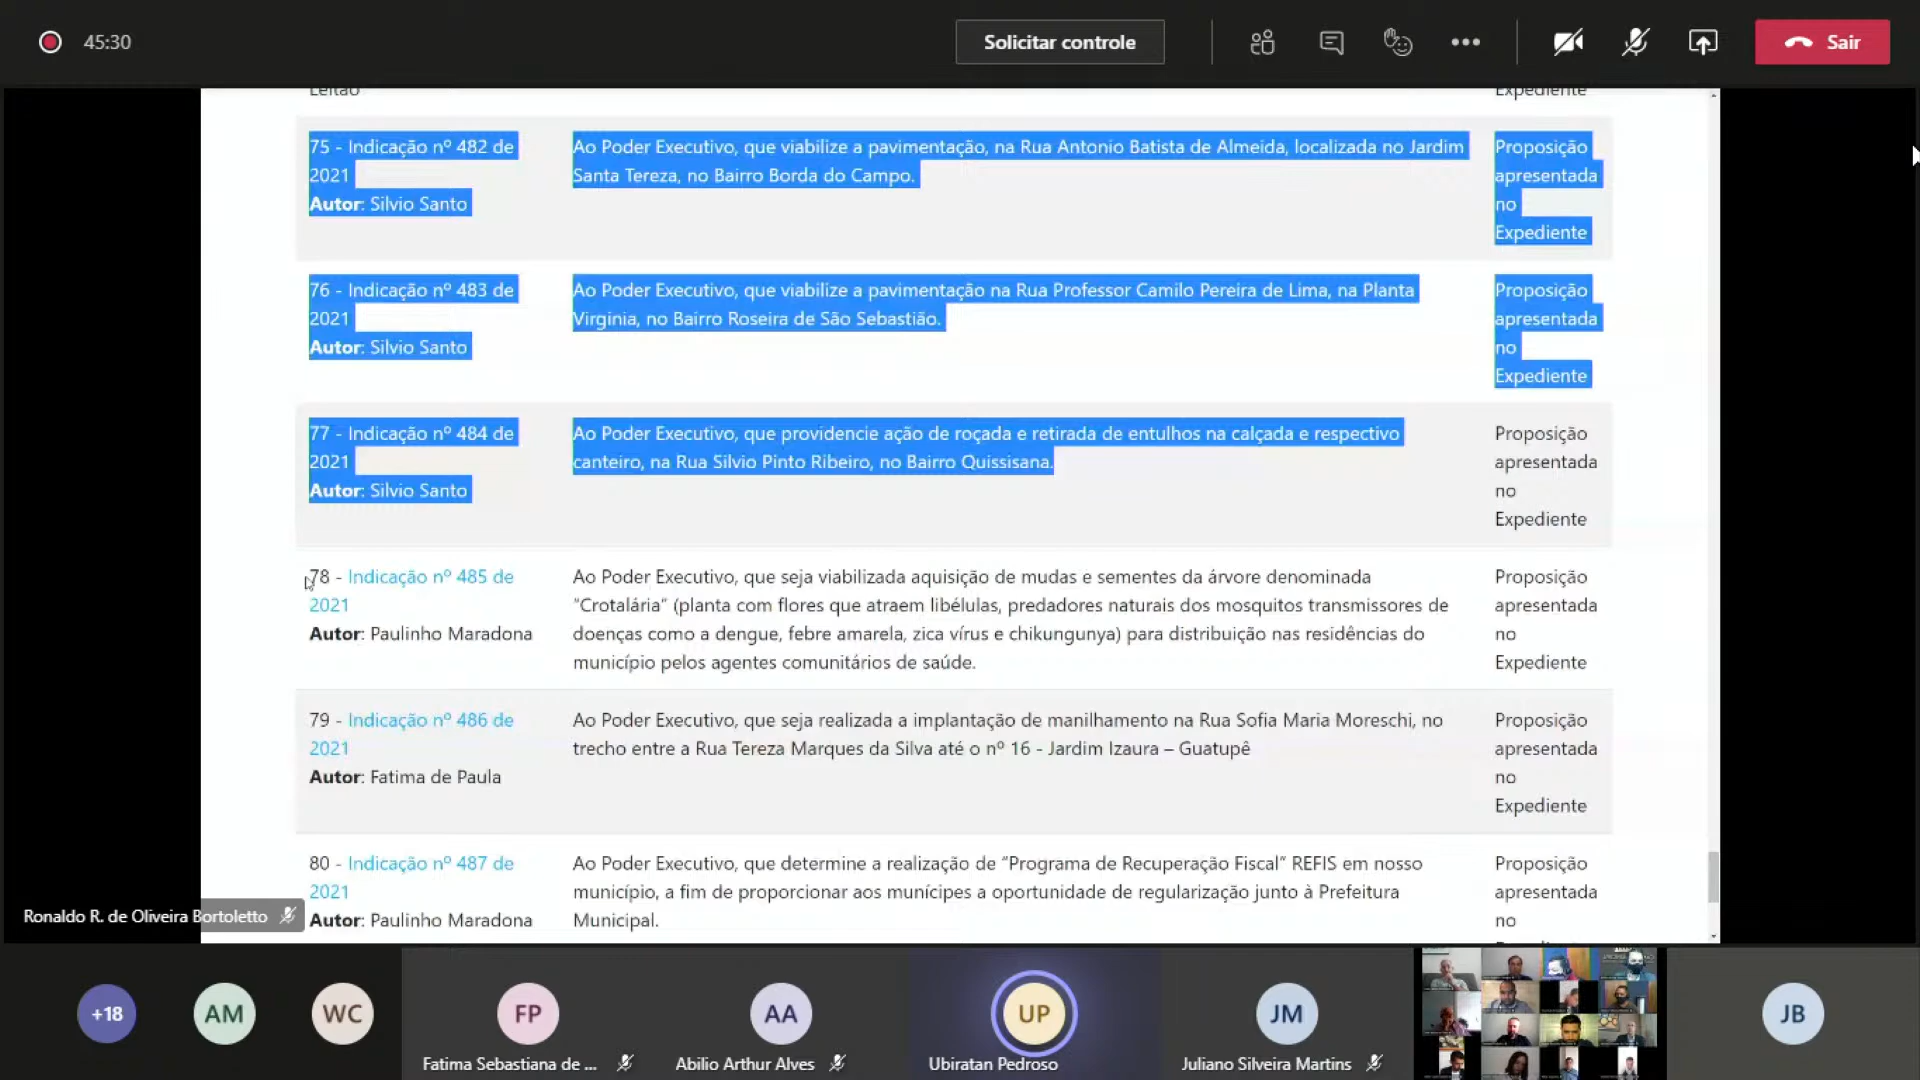 45:30
Solicitar controle
Sair
Leitão
Expediente
75 - Indicação nº 482 de
2021
Autor: Silvio Santo
Ao Poder Executivo, que viabilize a pavimentação, na Rua Antonio Batista de Almeida, localizada no Jardim
Santa Tereza, no Bairro Borda do Campo.
Proposição
apresentada
no
Expediente
76 - Indicação nº 483 de
2021
Autor: Silvio Santo
Ao Poder Executivo, que viabilize a pavimentação na Rua Professor Camilo Pereira de Lima, na Planta
Virginia, no Bairro Roseira de São Sebastião.
Proposição
apresentada
no
Expediente
77 - Indicação nº 484 de
2021
Autor: Silvio Santo
Ao Poder Executivo, que providencie ação de roçada e retirada de entulhos na calçada e respectivo
canteiro, na Rua Silvio Pinto Ribeiro, no Bairro Quissisana.
Proposição
apresentada
no
Expediente
78 - Indicação nº 485 de
2021
Autor: Paulinho Maradona
Ao Poder Executivo, que seja viabilizada aquisição de mudas e sementes da árvore denominada
“Crotalária” (planta com flores que atraem libélulas, predadores naturais dos mosquitos transmissores de
doenças como a dengue, febre amarela, zica vírus e chikungunya) para distribuição nas residências do
município pelos agentes comunitários de saúde.
Proposição
apresentada
no
Expediente
79 - Indicação nº 486 de
2021
Autor: Fatima de Paula
Ao Poder Executivo, que seja realizada a implantação de manilhamento na Rua Sofia Maria Moreschi, no
trecho entre a Rua Tereza Marques da Silva até o nº 16 - Jardim Izaura – Guatupê
Proposição
apresentada
no
Expediente
80 - Indicação nº 487 de
2021
Autor: Paulinho Maradona
Ao Poder Executivo, que determine a realização de “Programa de Recuperação Fiscal” REFIS em nosso
município, a fim de proporcionar aos munícipes a oportunidade de regularização junto à Prefeitura
Municipal.
Proposição
apresentada
no
Ronaldo R. de Oliveira Bortoletto
+18
AM
WC
FP
Fatima Sebastiana de ...
AA
Abilio Arthur Alves
UP
Ubiratan Pedroso
JM
Juliano Silveira Martins
JB